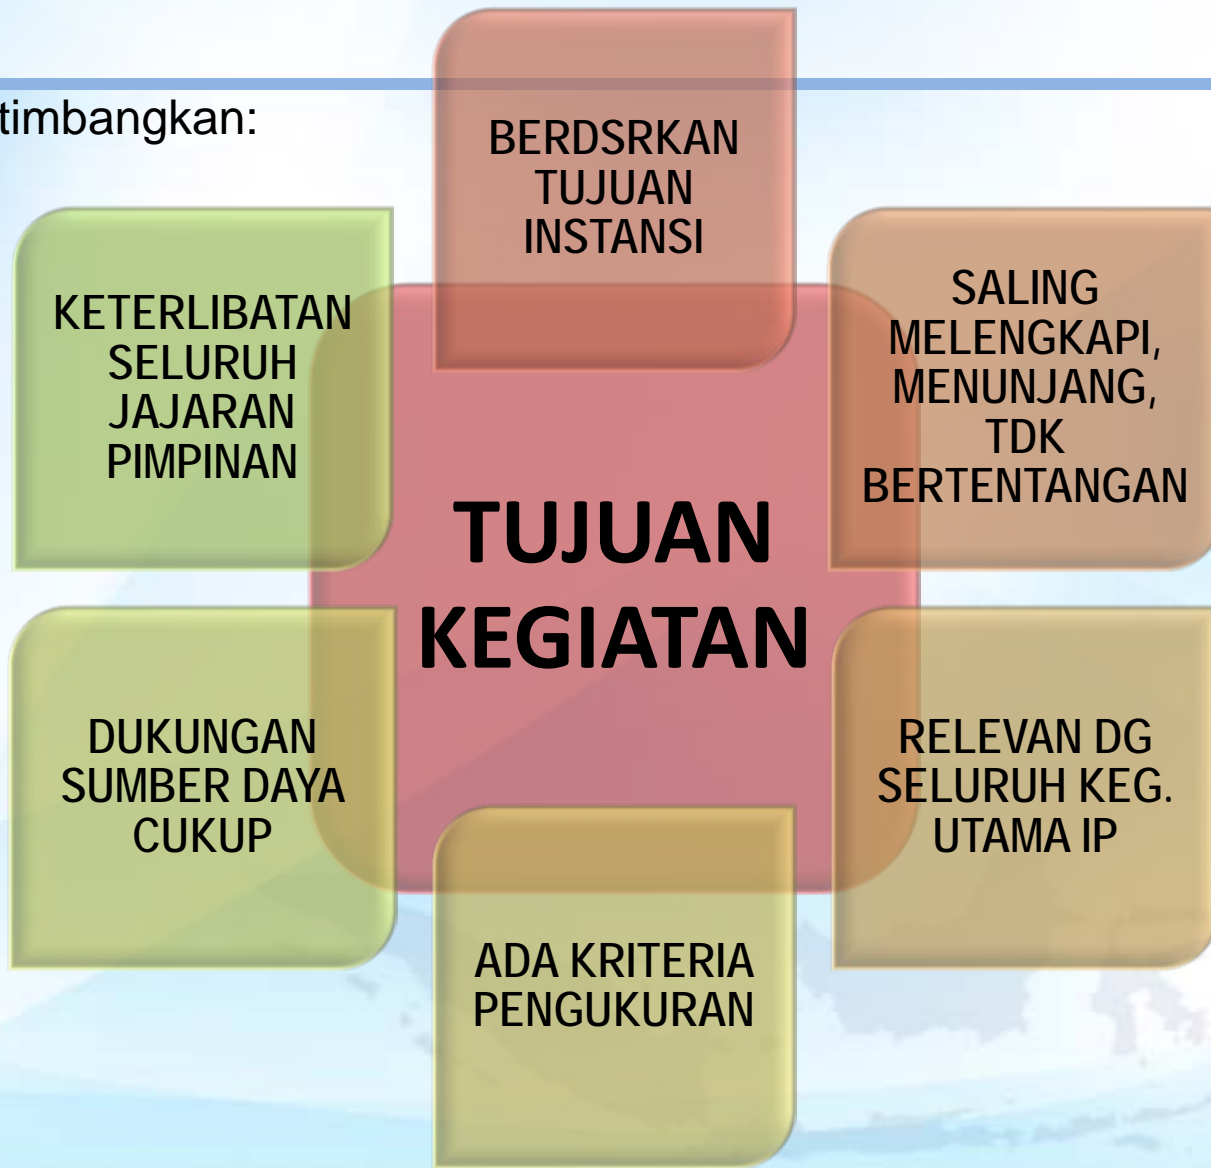 timbangkan:
BERDSRKAN
TUJUAN
INSTANSI
SALING
MELENGKAPI,
MENUNJANG,
TDK
BERTENTANGAN
RELEVAN DG
SELURUH KEG.
UTAMA IP
ADA KRITERIA
PENGUKURAN
DUKUNGAN
SUMBER DAYA
CUKUP
KETERLIBATAN
SELURUH
JAJARAN
PIMPINAN
TUJUAN
KEGIATAN